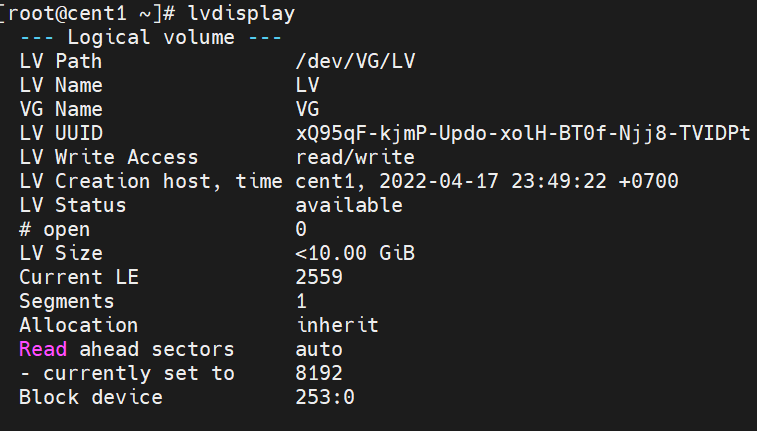 [root@cent1 ~]# lvdisplay
--- Logical volume ---
LV Path                /dev/VG/LV
LV Name                LV
VG Name                VG
LV UUID                xQ95qF-kjmP-Updo-xolH-BT0f-Njj8-TVIDPt
LV Write Access        read/write
LV Creation host, time cent1, 2022-04-17 23:49:22 +0700
LV Status              available
# open                 0
LV Size                <10.00 GiB
Current LE             2559
Segments               1
Allocation             inherit
Read ahead sectors     auto
- currently set to     8192
Block device           253:0